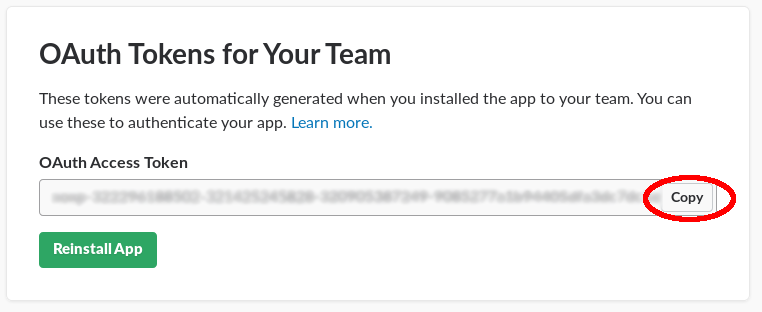 OAuth Tokens for Your Team
These tokens were automatically generated when you installed the app to your team. You can
use these to authenticate your app. Learn more.
OAuth Access Token
Copy
Reinstall App